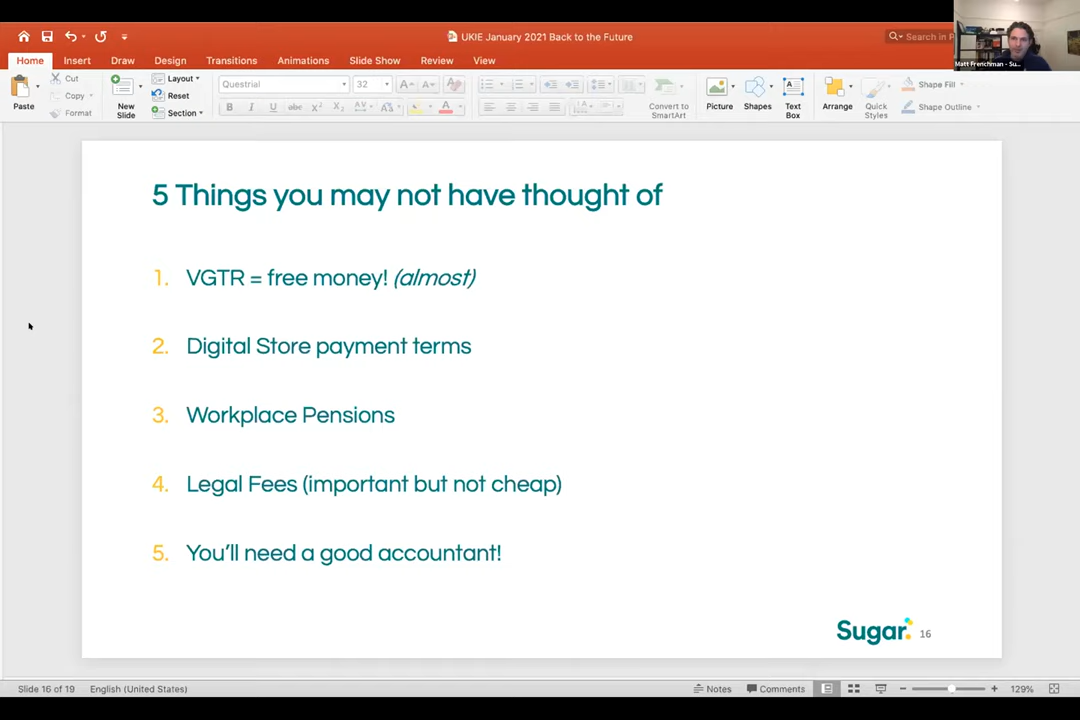 UKIE January 2021 Back to the Future
Search in P
Matt Frenchman - Su...
Home Insert Draw Design Transitions Animations Slide Show Review View
Paste
Cut
Copy
Format
New Slide
Layout
Reset
Section
Questrial 32
Convert to SmartArt
Picture
Shapes
Text Box
Arrange
Quick Styles
Shape Fill
Shape Outline
5 Things you may not have thought of
1. VGTR = free money! (almost)
2. Digital Store payment terms
3. Workplace Pensions
4. Legal Fees (important but not cheap)
5. You'll need a good accountant!
Sugar. 16
Slide 16 of 19 English (United States) Notes Comments 129%